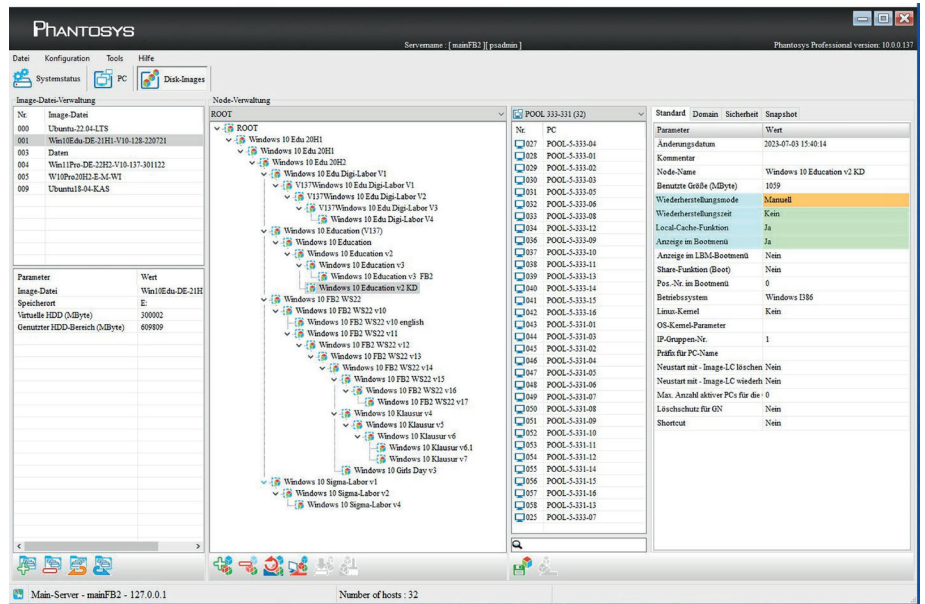 PHANTOSYS
Servername : [ mainFB2 ][ psadmin ]
Phantosys Professional version: 10.0.0.137
Datei Konfiguration Tools Hilfe
Systemstatus PC Disk-Images
Image-Datei-Verwaltung
Nr. Image-Datei
000 Ubuntu-22.04-LTS
001 Win10Edu-DE-21H1-V10-128-220721
003 Daten
004 Win11Pro-DE-22H2-V10-137-301122
005 W10Pro20H2-E-M-WI
009 Ubuntu18-04-KAS
Parameter Wert
Image-Datei Win10Edu-DE-21H
Speicherort E:
Virtuelle HDD (MByte) 300002
Genutzter HDD-Bereich (MByte) 609809
Node-Verwaltung
ROOT
ROOT
Windows 10 Edu 20H1
Windows 10 Edu 20H1
Windows 10 Edu 20H2
Windows 10 Edu Digi-Labor V1
V137Windows 10 Edu Digi-Labor V1
V137Windows 10 Edu Digi-Labor V2
V137Windows 10 Edu Digi-Labor V3
Windows 10 Edu Digi-Labor V4
Windows 10 Education (V137)
Windows 10 Education
Windows 10 Education v2
Windows 10 Education v3
Windows 10 Education v3 FB2
Windows 10 Education v2 KD
Windows 10 FB2 WS22
Windows 10 FB2 WS22 v10
Windows 10 FB2 WS22 v10 english
Windows 10 FB2 WS22 v11
Windows 10 FB2 WS22 v12
Windows 10 FB2 WS22 v13
Windows 10 FB2 WS22 v14
Windows 10 FB2 WS22 v15
Windows 10 FB2 WS22 v16
Windows 10 FB2 WS22 v17
Windows 10 Klausur v4
Windows 10 Klausur v5
Windows 10 Klausur v6
Windows 10 Klausur v6.1
Windows 10 Klausur v7
Windows 10 Girls Day v3
Windows 10 Sigma-Labor v1
Windows 10 Sigma-Labor v2
Windows 10 Sigma-Labor v4
POOL 333-331 (32)
Nr. PC
027 POOL-5-333-04
028 POOL-5-333-01
029 POOL-5-333-02
030 POOL-5-333-03
031 POOL-5-333-05
032 POOL-5-333-06
033 POOL-5-333-08
034 POOL-5-333-12
036 POOL-5-333-09
037 POOL-5-333-10
038 POOL-5-333-11
039 POOL-5-333-13
040 POOL-5-333-14
041 POOL-5-333-15
042 POOL-5-333-16
043 POOL-5-331-01
044 POOL-5-331-03
045 POOL-5-331-02
046 POOL-5-331-04
047 POOL-5-331-05
048 POOL-5-331-06
049 POOL-5-331-07
050 POOL-5-331-08
051 POOL-5-331-09
052 POOL-5-331-10
053 POOL-5-331-11
054 POOL-5-331-12
055 POOL-5-331-14
056 POOL-5-331-15
057 POOL-5-331-16
058 POOL-5-331-13
025 POOL-5-333-07
Standard Domain Sicherheit Snapshot
Parameter Wert
Änderungsdatum 2023-07-03 15:40:14
Kommentar
Node-Name Windows 10 Education v2 KD
Benutzte Größe (MByte) 1059
Wiederherstellungsmode Manuell
Wiederherstellungszeit Kein
Local-Cache-Funktion Ja
Anzeige im Bootmenü Ja
Anzeige im LBM-Bootmenü Nein
Share-Funktion (Boot) Nein
Pos.-Nr. im Bootmenü 0
Betriebssystem Windows I386
Linux-Kernel Kein
OS-Kernel-Parameter
IP-Gruppen-Nr. 1
Präfix für PC-Name
Neustart mit - Image-LC löschen Nein
Neustart mit - Image-LC wiederh Nein
Max. Anzahl aktiver PCs für die 0
Löschschutz für GN Nein
Shortcut Nein
Main-Server - mainFB2 - 127.0.0.1
Number of hosts : 32